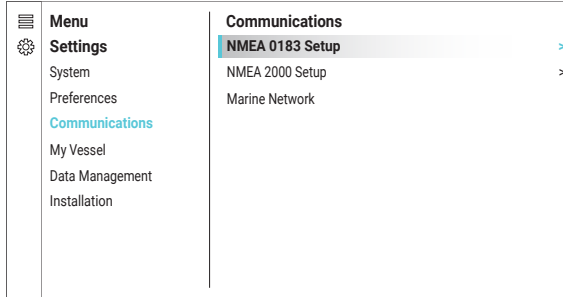 Menu
Settings
System
Preferences
Communications
My Vessel
Data Management
Installation
Communications
NMEA 0183 Setup >
NMEA 2000 Setup >
Marine Network